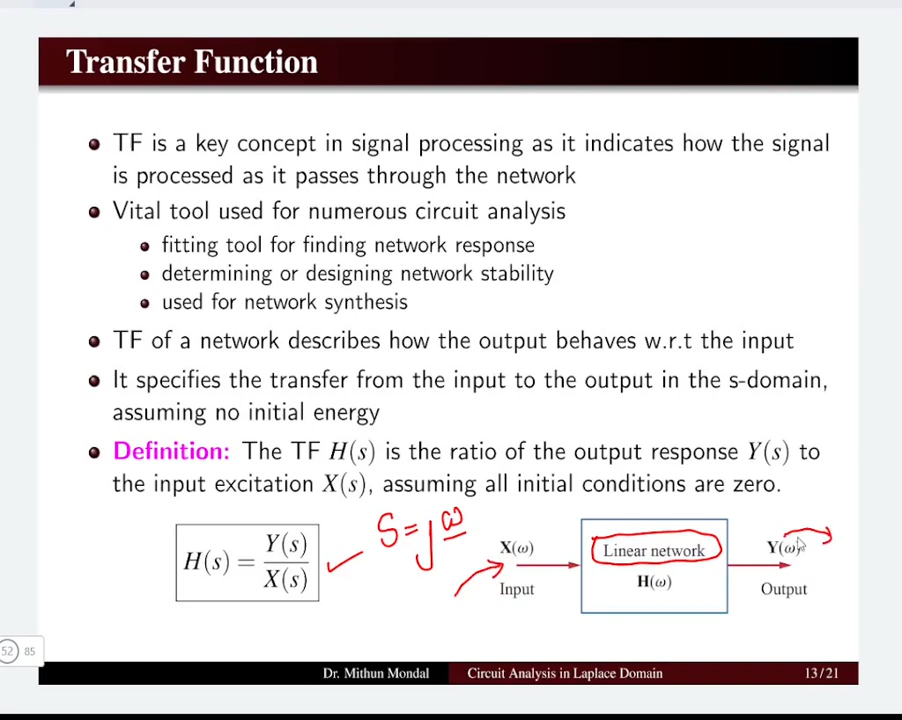 Transfer Function
TF is a key concept in signal processing as it indicates how the signal
is processed as it passes through the network
Vital tool used for numerous circuit analysis
fitting tool for finding network response
determining or designing network stability
used for network synthesis
TF of a network describes how the output behaves w.r.t the input
It specifies the transfer from the input to the output in the s-domain,
assuming no initial energy
Definition: The TF H(s) is the ratio of the output response Y(s) to
the input excitation X(s), assuming all initial conditions are zero.
H(s) = Y(s) / X(s)
S=jω
X(ω)
Input
Linear network
H(ω)
Y(ω)
Output
52 85
Dr. Mithun Mondal Circuit Analysis in Laplace Domain 13/21